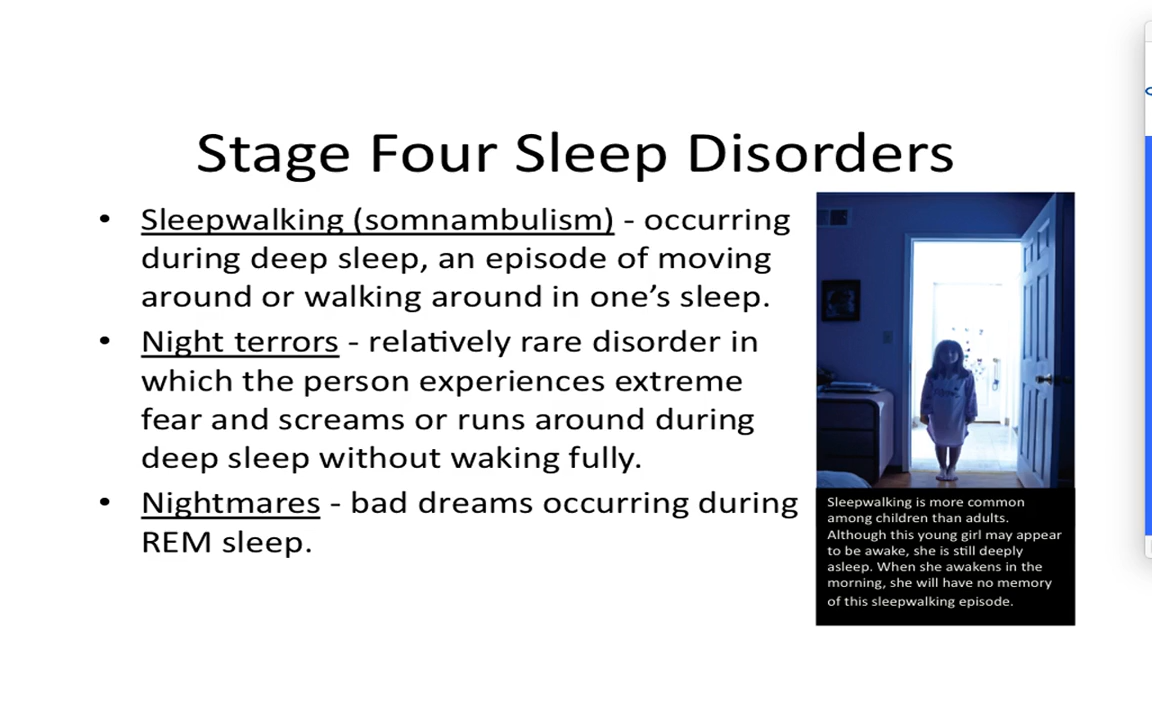 Stage Four Sleep Disorders
• Sleepwalking (somnambulism) - occurring
during deep sleep, an episode of moving
around or walking around in one’s sleep.
• Night terrors - relatively rare disorder in
which the person experiences extreme
fear and screams or runs around during
deep sleep without waking fully.
• Nightmares - bad dreams occurring during
REM sleep.
Sleepwalking is more common
among children than adults.
Although this young girl may appear
to be awake, she is still deeply
asleep. When she awakens in the
morning, she will have no memory
of this sleepwalking episode.